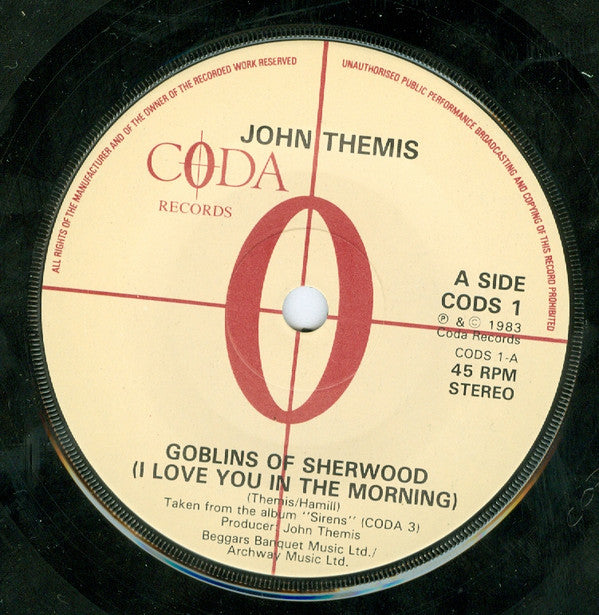 ALL RIGHTS OF THE MANUFACTURER AND OF THE OWNER OF THE RECORDED WORK RESERVED
UNAUTHORISED PUBLIC PERFORMANCE BROADCASTING AND COPYING OF THIS RECORD PROHIBITED
JOHN THEMIS
CODA
RECORDS
A SIDE
CODS 1
℗ & © 1983
Coda Records
CODS 1-A
45 RPM
STEREO
GOBLINS OF SHERWOOD
(I LOVE YOU IN THE MORNING)
(Themis/Hamill)
Taken from the album "Sirens" (CODA 3)
Producer: John Themis
Beggars Banquet Music Ltd./
Archway Music Ltd.